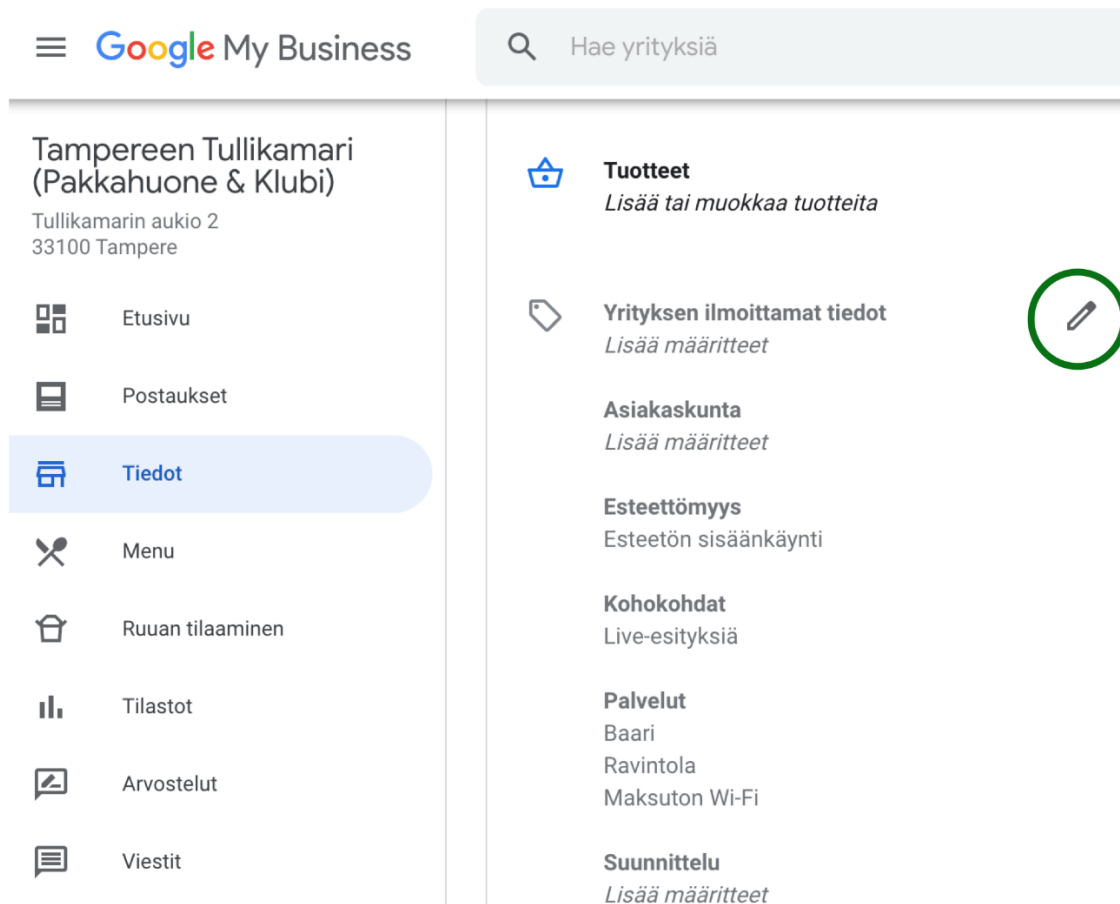 Google My Business
Hae yrityksiä
Tampereen Tullikamari
(Pakkahuone & Klubi)
Tullikamarin aukio 2
33100 Tampere
Etusivu
Postaukset
Tiedot
Menu
Ruuan tilaaminen
Tilastot
Arvostelut
Viestit
Tuotteet
Lisää tai muokkaa tuotteita
Yrityksen ilmoittamat tiedot
Lisää määritteet
Asiakaskunta
Lisää määritteet
Esteettömyys
Esteetön sisäänkäynti
Kohokohdat
Live-esityksiä
Palvelut
Baari
Ravintola
Maksuton Wi-Fi
Suunnittelu
Lisää määritteet